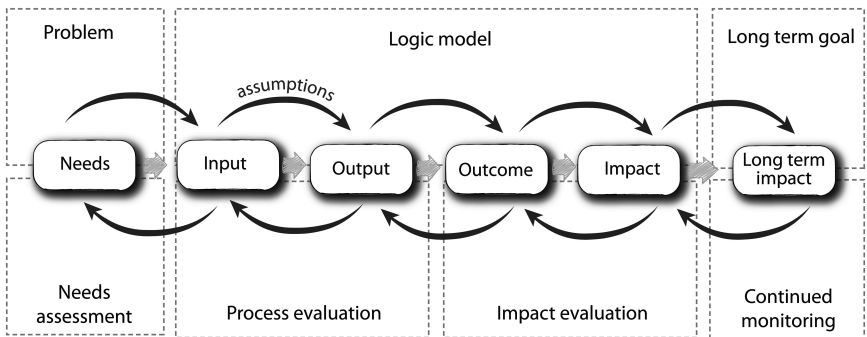 Problem
Logic model
Long term goal
assumptions
Needs
Input
Output
Outcome
Impact
Long term
impact
Needs
assessment
Process evaluation
Impact evaluation
Continued
monitoring